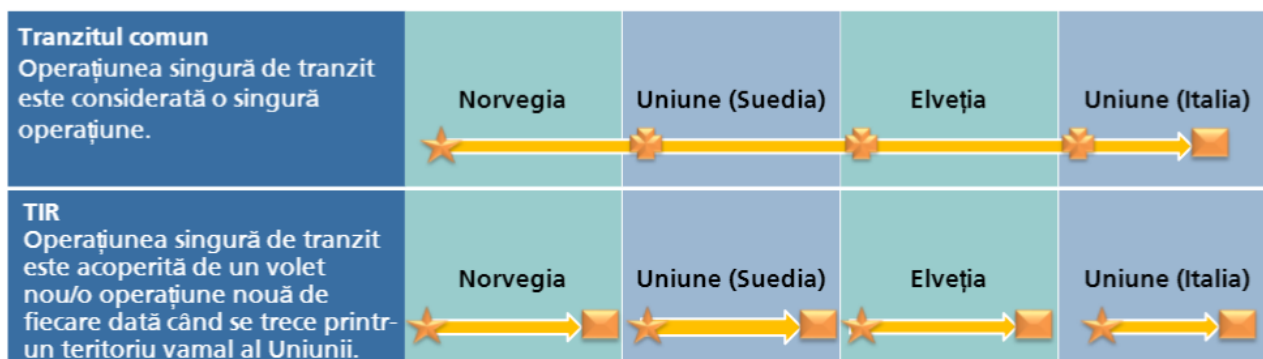 Tranzitul comun
Operațiunea singură de tranzit
este considerată o singură
operațiune.
Norvegia
Uniune (Suedia)
Elveția
Uniune (Italia)
TIR
Operațiunea singură de tranzit
este acoperită de un volet
nou/o operațiune nouă de
fiecare dată când se trece printr-
un teritoriu vamal al Uniunii.
Norvegia
Uniune (Suedia)
Elveția
Uniune (Italia)